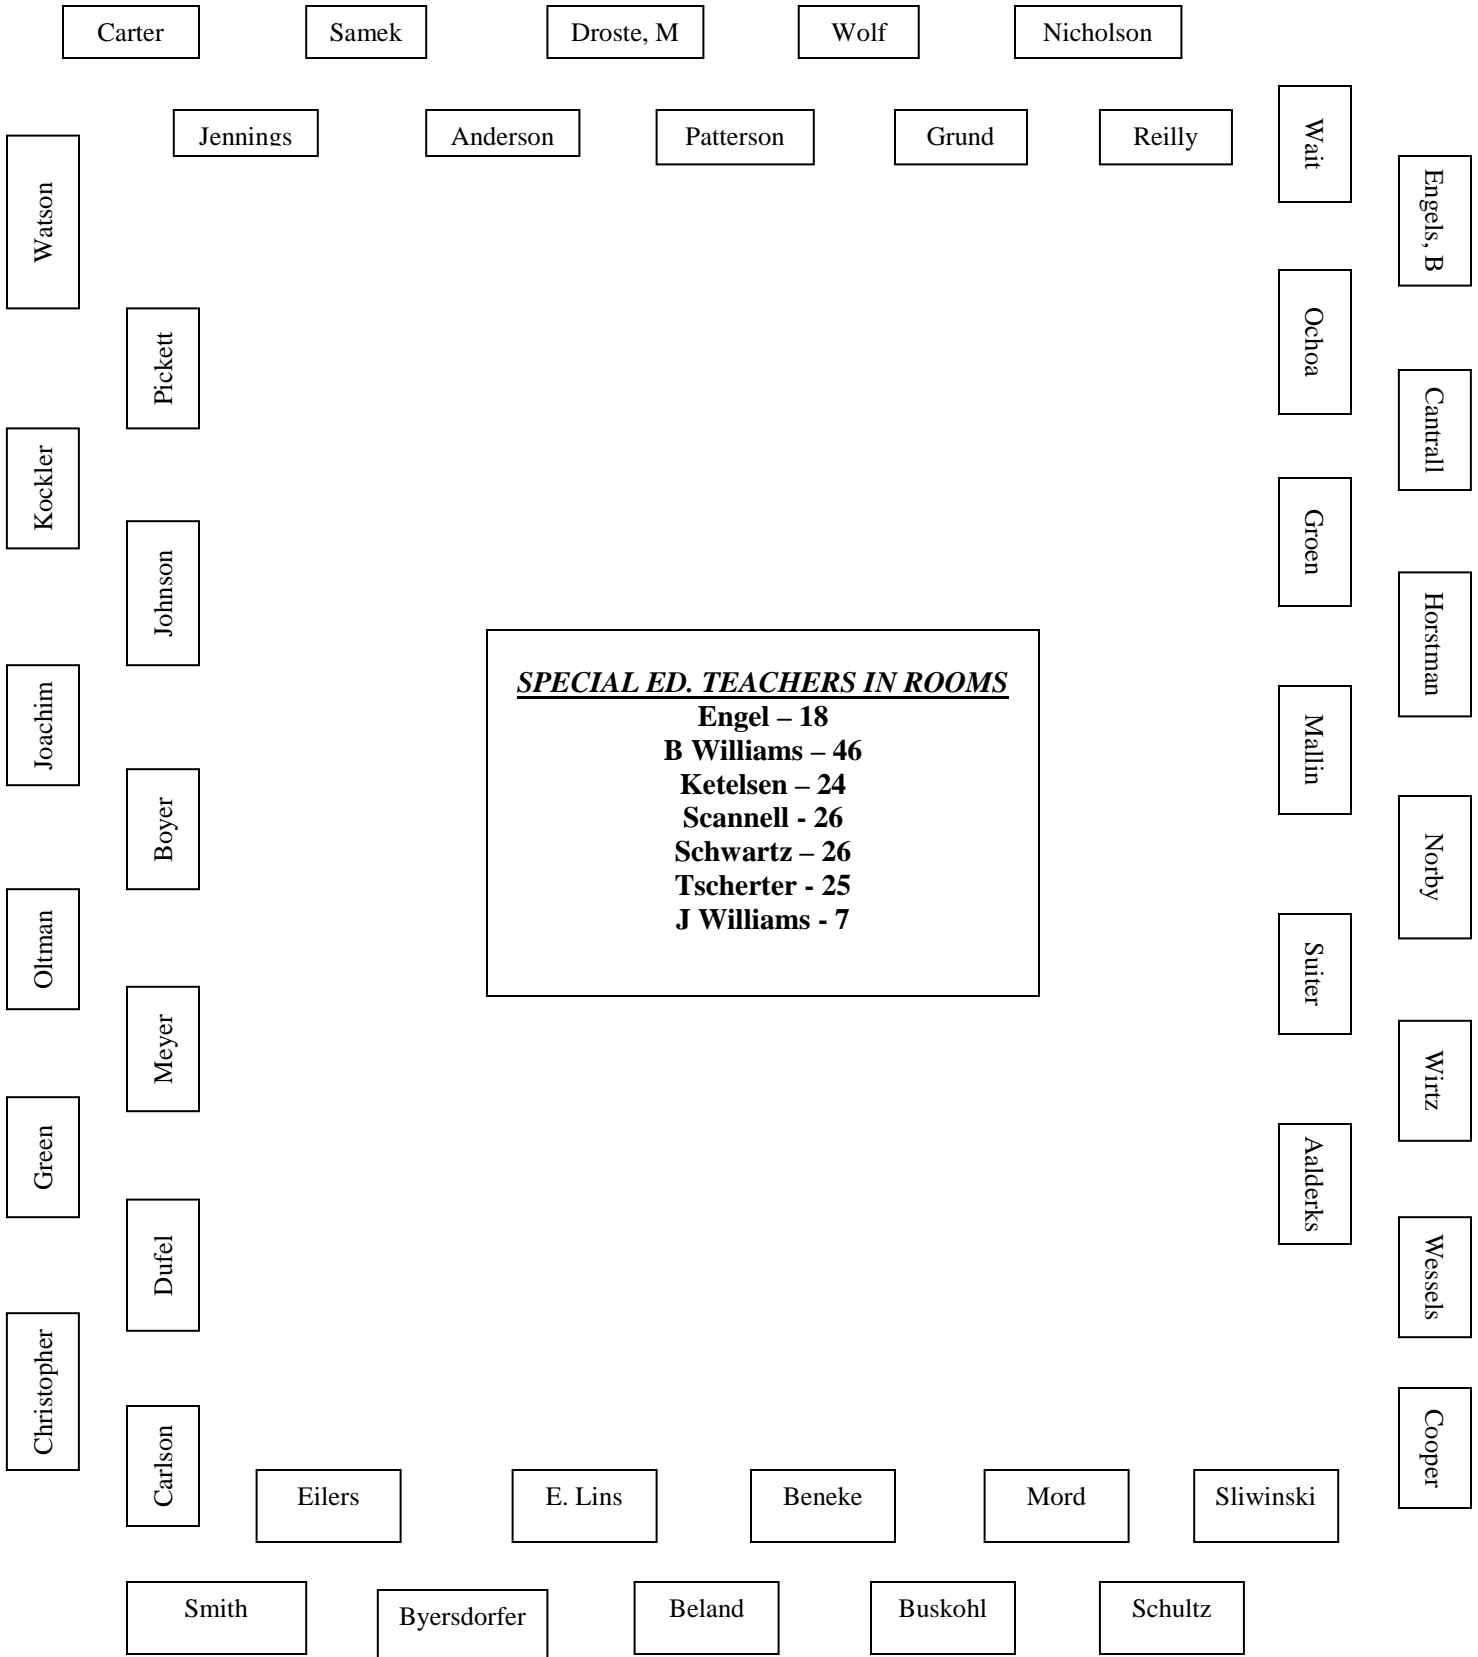 Carter
Samek
Droste, M
Wolf
Nicholson
Jennings
Anderson
Patterson
Grund
Reilly
Wait
Engels, B
Watson
Ochoa
Pickett
Cantrall
Kockler
Groen
Johnson
Horstman
SPECIAL ED. TEACHERS IN ROOMS
Engel – 18
B Williams – 46
Ketelsen – 24
Scannell - 26
Schwartz – 26
Tscherter - 25
J Williams - 7
Joachim
Mallin
Boyer
Norby
Oltman
Suiter
Meyer
Wirtz
Green
Aalderks
Dufel
Wessels
Christopher
Cooper
Carlson
Eilers
E. Lins
Beneke
Mord
Sliwinski
Smith
Byersdorfer
Beland
Buskohl
Schultz